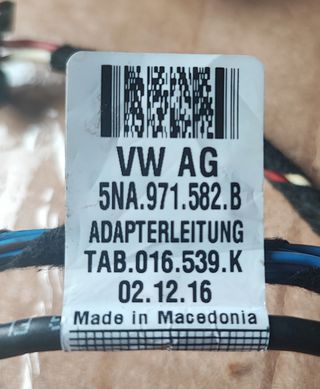 VW AG
5NA.971.582.B
ADAPTERLEITUNG
TAB.016.539.K
02.12.16
Made in Macedonia